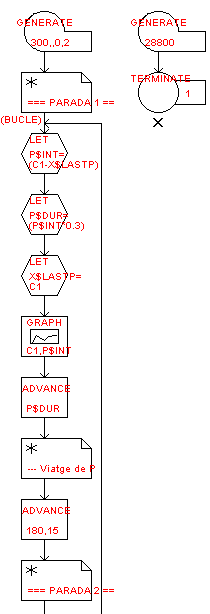 GENERATE
300,,0,2
*
=== PARADA 1 ==
(BUCLE)
LET
P$INT=
(C1-X$LASTP)
LET
P$DUR=
(P$INT*0.3)
LET
X$LASTP=
C1
GRAPH
C1,P$INT
ADVANCE
P$DUR
*
--- Viatge de P
ADVANCE
180,15
*
=== PARADA 2 ==
GENERATE
28800
TERMINATE
1